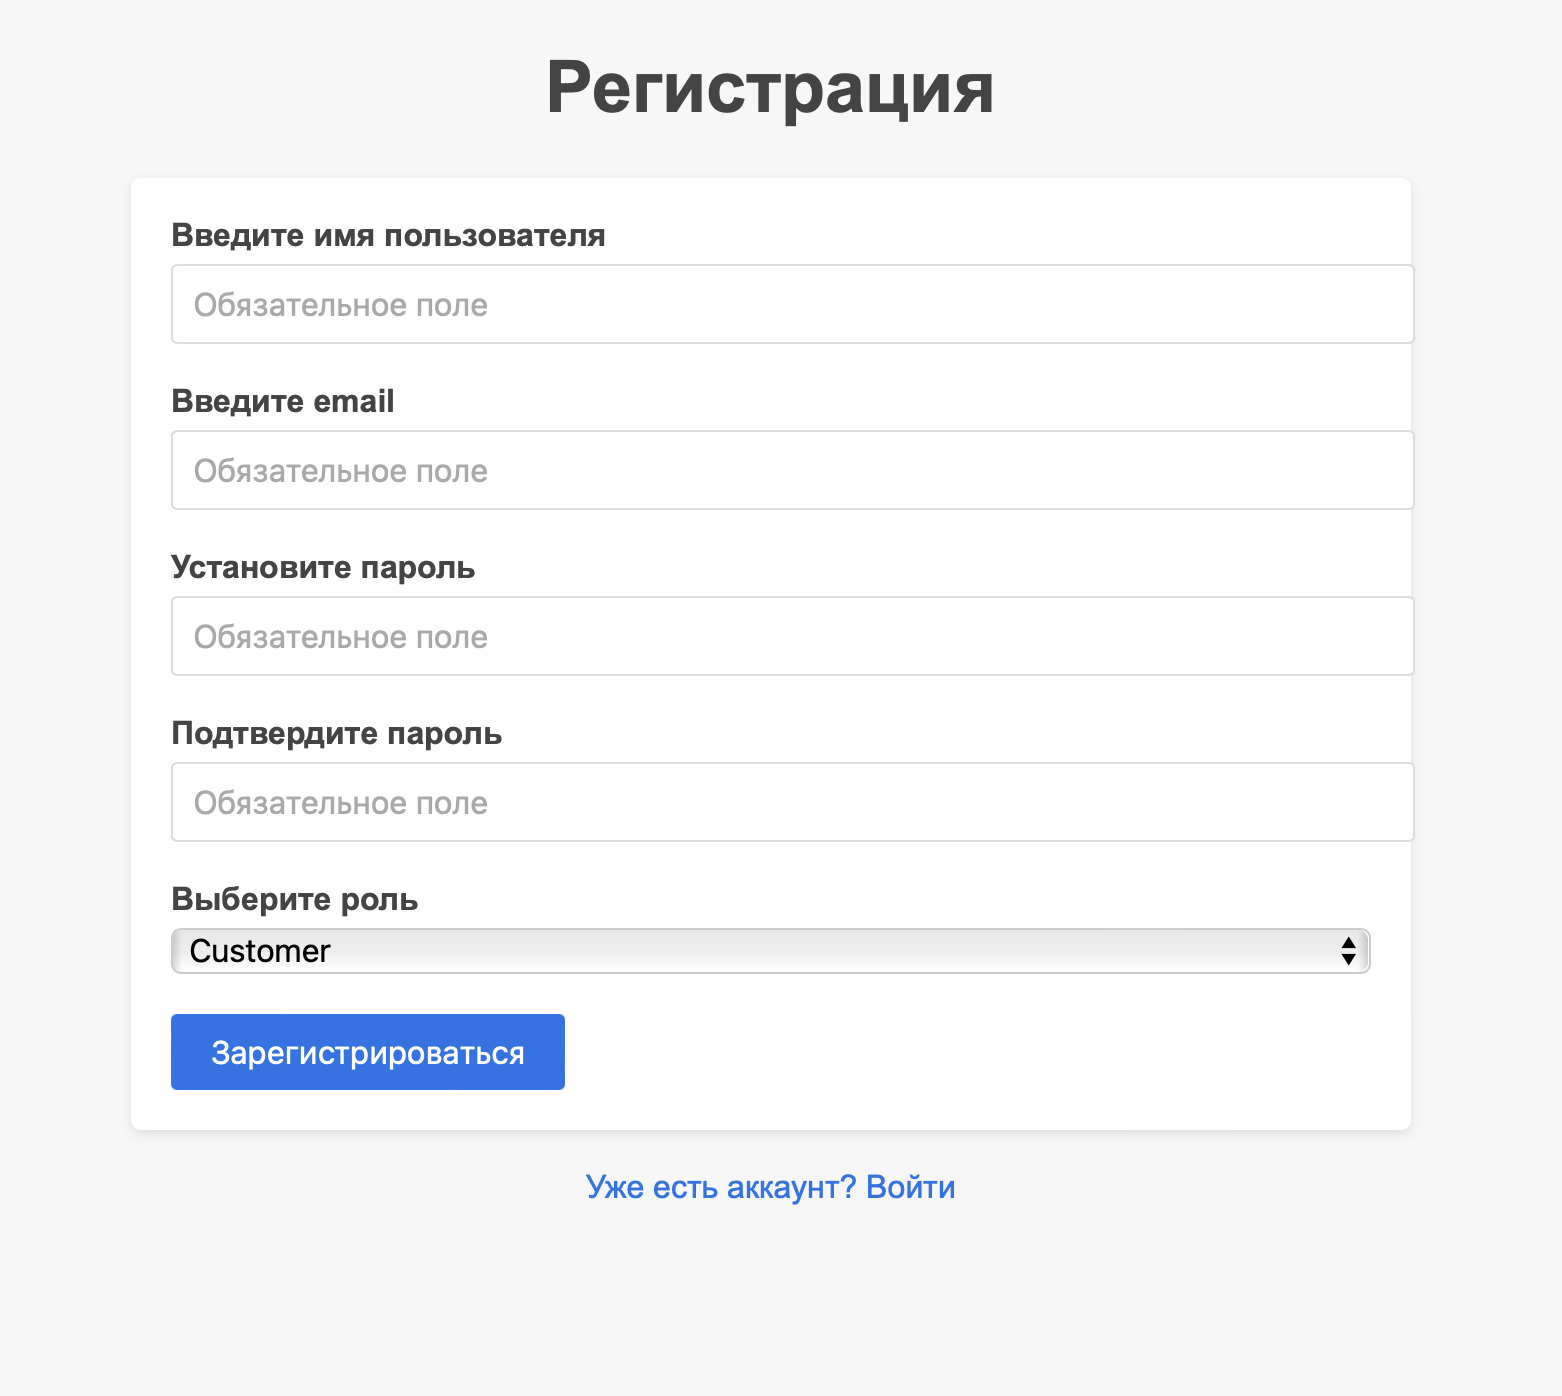 Регистрация
Введите имя пользователя
Обязательное поле
Введите email
Обязательное поле
Установите пароль
Обязательное поле
Подтвердите пароль
Обязательное поле
Выберите роль
Customer
Зарегистрироваться
Уже есть аккаунт? Войти